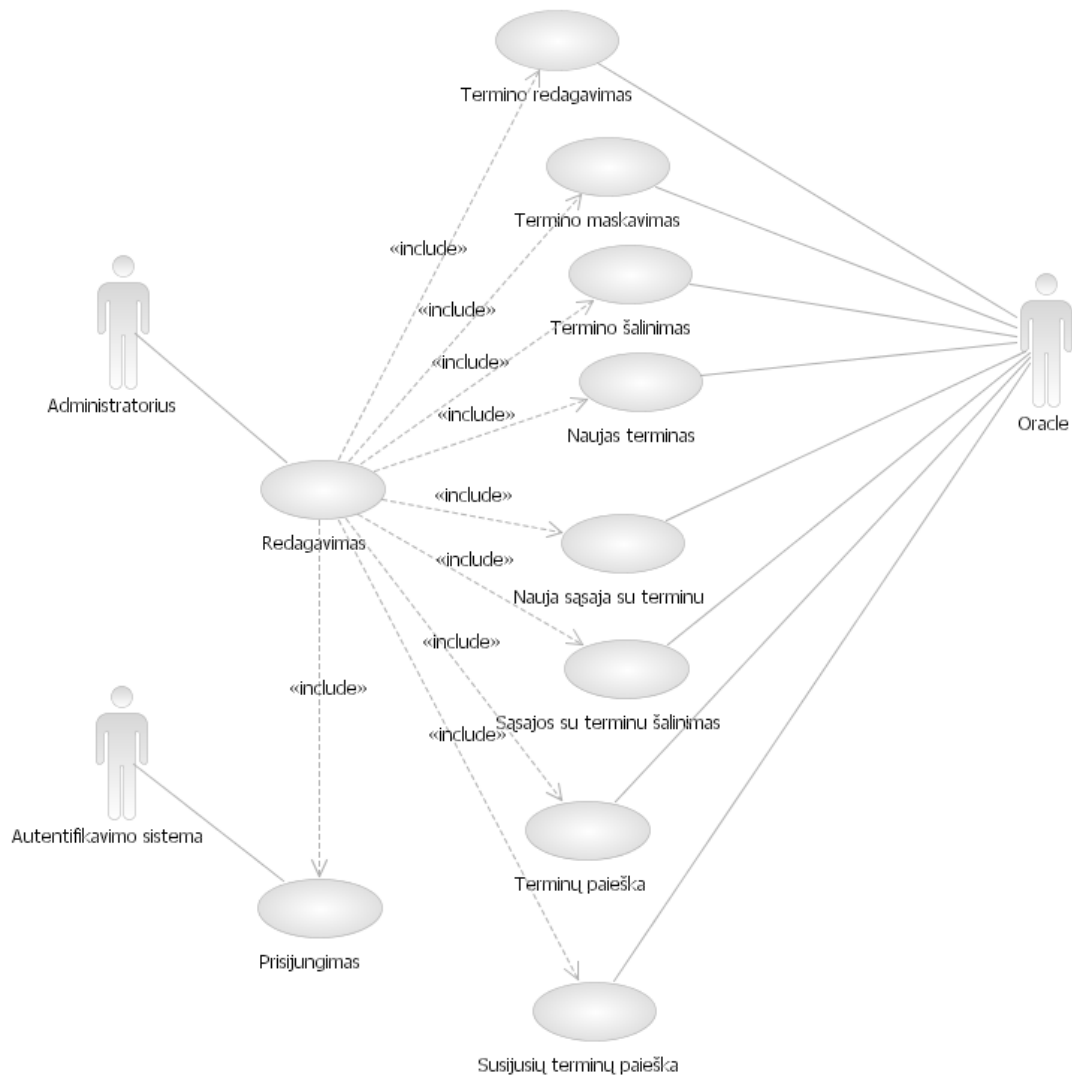 Termino redagavimas
Termino maskavimas
«include»
Termino šalinimas
«include»
«include»
Administratorius
«include»
Naujas terminas
Oracle
«include»
Redagavimas
«include»
Nauja sąsaja su terminu
«include»
«include»
Sąsajos su terminu šalinimas
«include»
Autentifikavimo sistema
Terminų paieška
Prisijungimas
Susijusių terminų paieška